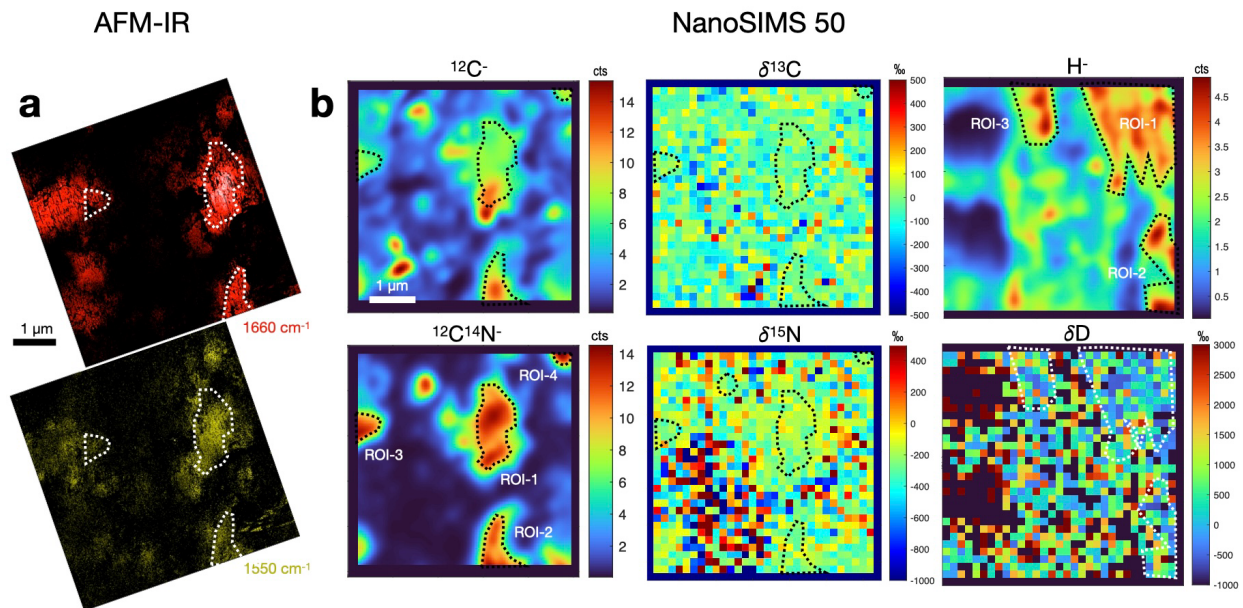 AFM-IR
NanoSIMS 50
a
1 µm
1660 cm⁻¹
1550 cm⁻¹
b
¹²C⁻
cts
14
12
10
8
6
4
2
1 µm
δ¹³C
‰
500
400
300
200
100
0
-100
-200
-300
-400
-500
H⁻
cts
4.5
4
3.5
3
2.5
2
1.5
1
0.5
ROI-3
ROI-1
ROI-2
¹²C¹⁴N⁻
cts
14
12
10
8
6
4
2
ROI-4
ROI-3
ROI-1
ROI-2
δ¹⁵N
‰
400
200
0
-200
-400
-600
-800
-1000
δD
‰
3000
2500
2000
1500
1000
500
0
-500
-1000